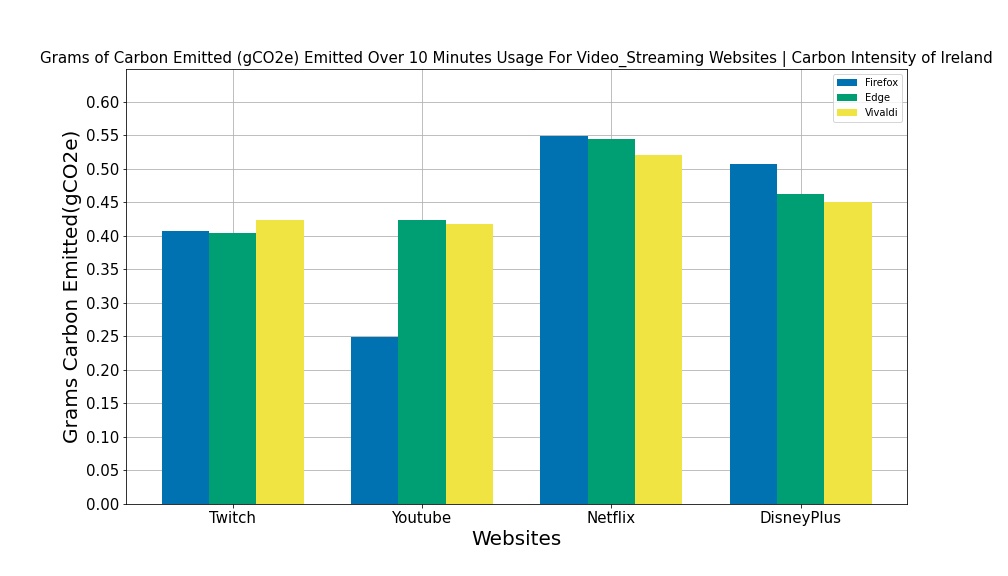 Grams of Carbon Emitted (gCO2e) Emitted Over 10 Minutes Usage For Video_Streaming Websites | Carbon Intensity of Ireland
Firefox
Edge
Vivaldi
Grams Carbon Emitted(gCO2e)
0.60
0.55
0.50
0.45
0.40
0.35
0.30
0.25
0.20
0.15
0.10
0.05
0.00
Twitch Youtube Netflix DisneyPlus
Websites